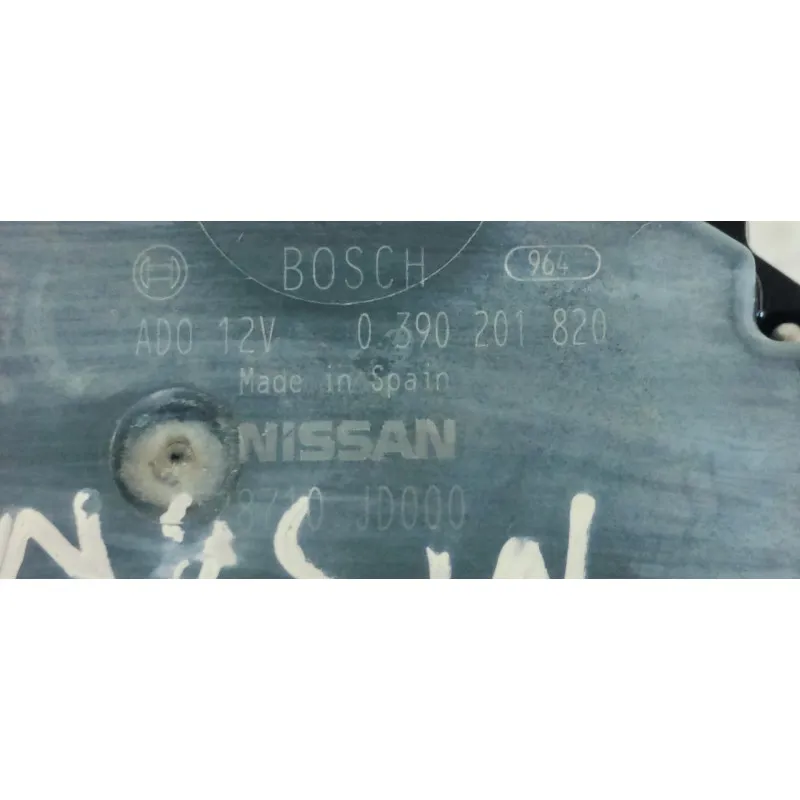 BOSCH 964
ADO 12V 0 390 201 820
Made in Spain
NISSAN
JD000